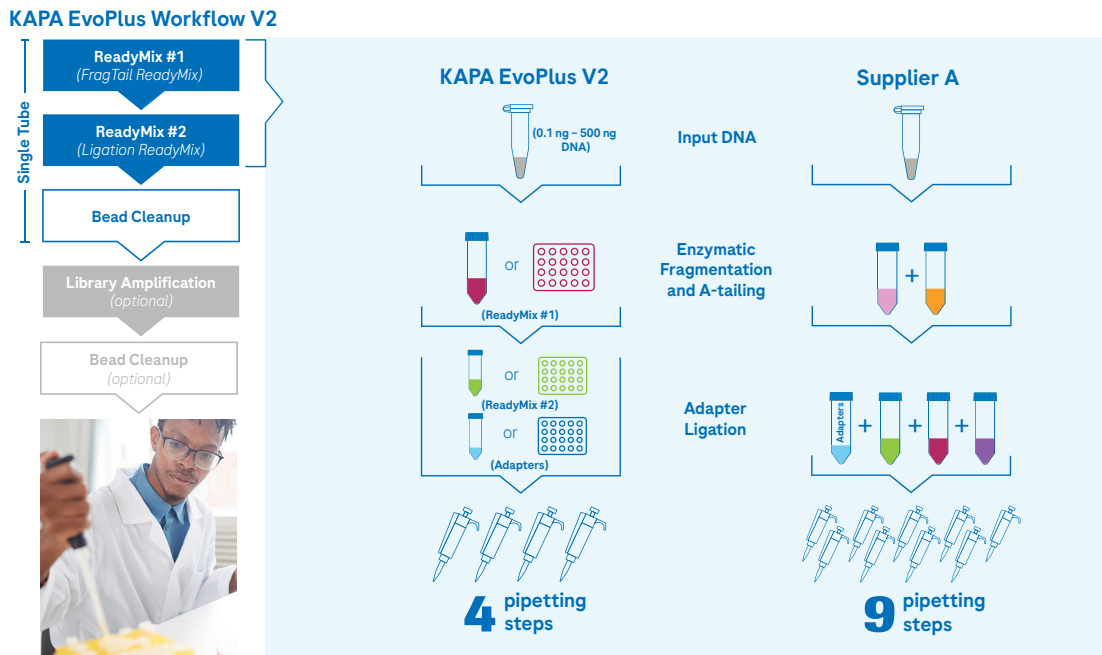 KAPA EvoPlus Workflow V2
Single Tube
ReadyMix #1
(FragTail ReadyMix)
ReadyMix #2
(Ligation ReadyMix)
Bead Cleanup
Library Amplification
(optional)
Bead Cleanup
(optional)
KAPA EvoPlus V2
Supplier A
(0.1 ng – 500 ng
DNA)
Input DNA
Enzymatic
Fragmentation
and A-tailing
or
+
(ReadyMix #1)
or
(ReadyMix #2)
or
(Adapters)
Adapter
Ligation
Adapters
+ + +
4 pipetting
steps
9 pipetting
steps